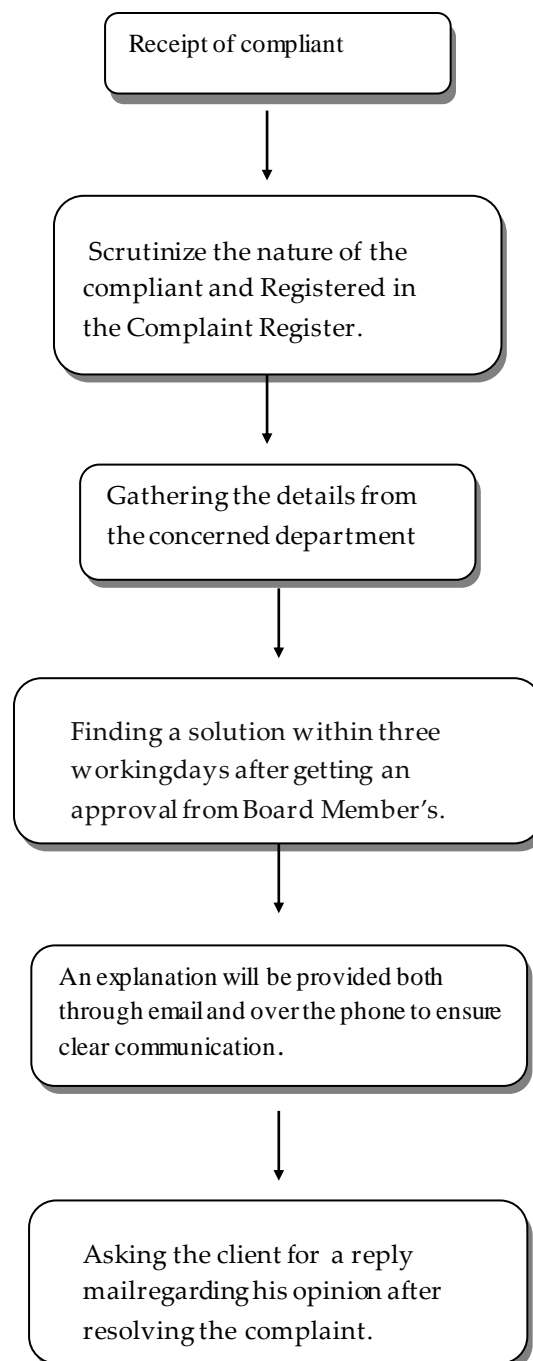 Receipt of compliant
Scrutinize the nature of the
compliant and Registered in
the Complaint Register.
Gathering the details from
the concerned department
Finding a solution within three
workingdays after getting an
approval from Board Member's.
An explanation will be provided both
through email and over the phone to ensure
clear communication.
Asking the client for a reply
mailregarding his opinion after
resolving the complaint.